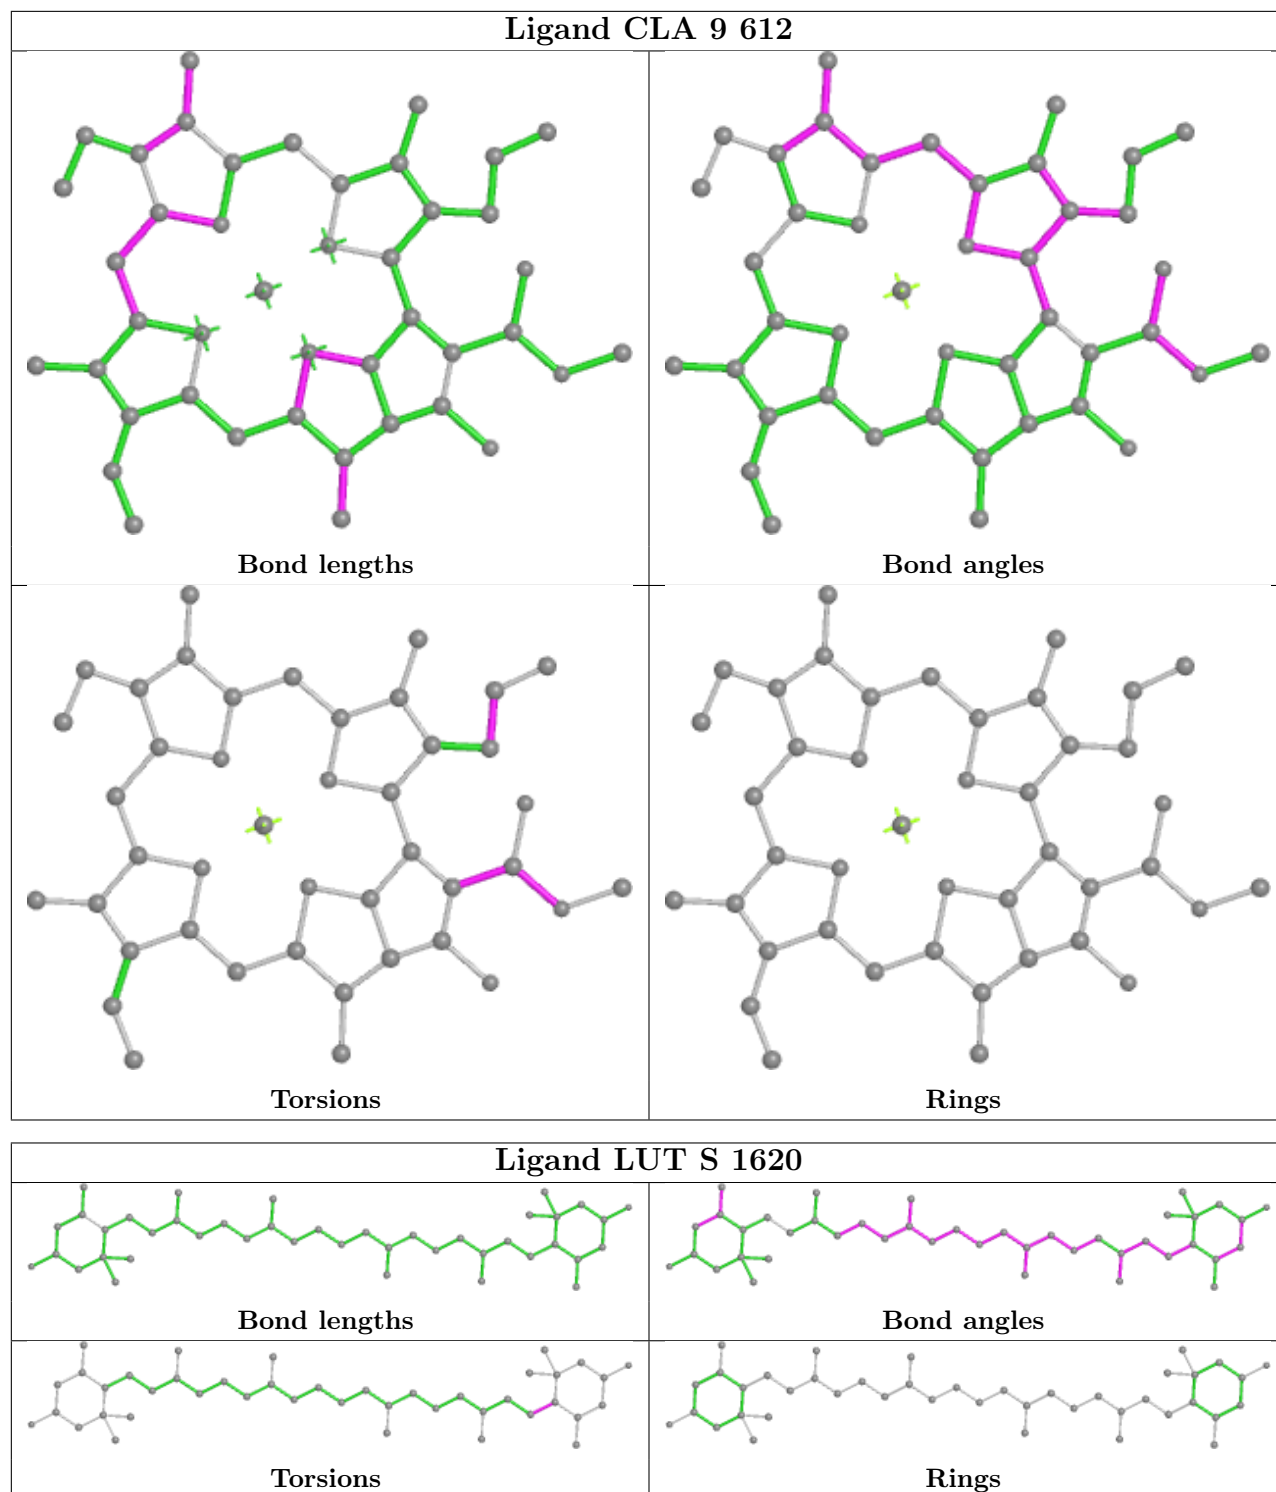 Ligand CLA 9 612
Bond lengths
Bond angles
Torsions
Rings
Ligand LUT S 1620
Bond lengths
Bond angles
Torsions
Rings